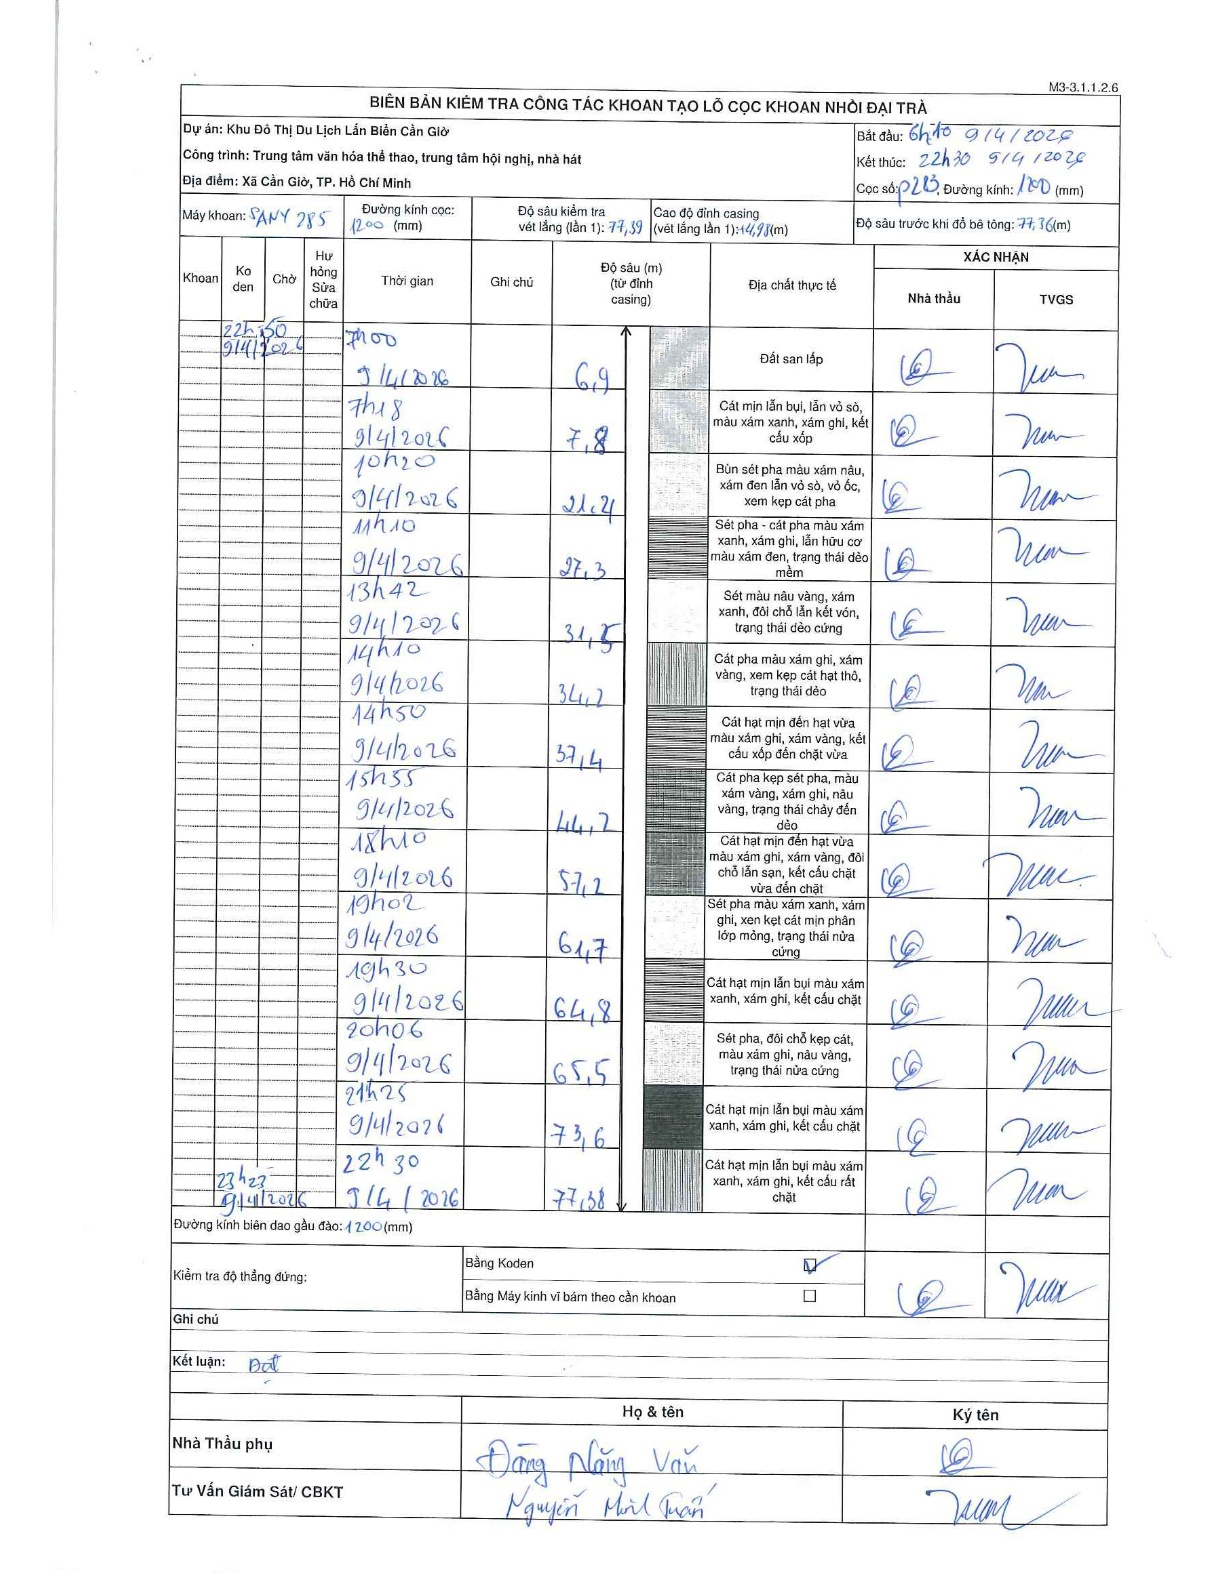 M3-3.1.1.2.6
BIÊN BẢN KIỂM TRA CÔNG TÁC KHOAN TẠO LỖ CỌC KHOAN NHỒI ĐẠI TRÀ
Dự án: Khu Đô Thị Du Lịch Lấn Biển Cần Giờ
Công trình: Trung tâm văn hóa thể thao, trung tâm hội nghị, nhà hát
Địa điểm: Xã Cần Giờ, TP. Hồ Chí Minh
Bắt đầu: 6h10 9/4/2026
Kết thúc: 22h30 9/4/2026
Cọc số: P213, Đường kính: 1200 (mm)
Máy khoan: SANY 285
Đường kính cọc: 1200 (mm)
Độ sâu kiểm tra vét lắng (lần 1): 77,39
Cao độ đỉnh casing (vét lắng lần 1): +4,98(m)
Độ sâu trước khi đổ bê tông: 77,36(m)
Khoan
Ko den
Chờ
Hư hỏng Sửa chữa
Thời gian
Ghi chú
Độ sâu (m) (từ đỉnh casing)
Địa chất thực tế
XÁC NHẬN
Nhà thầu
TVGS
22h50
9/4/2026
7h00
9/4/2026
6,9
Đất san lấp
7h18
9/4/2026
7,8
Cát mịn lẫn bụi, lẫn vỏ sò,
màu xám xanh, xám ghi, kết
cấu xốp
10h20
9/4/2026
21,4
Bùn sét pha màu xám nâu,
xám đen lẫn vỏ sò, vỏ ốc,
xem kẹp cát pha
11h10
9/4/2026
27,3
Sét pha - cát pha màu xám
xanh, xám ghi, lẫn hữu cơ
màu xám đen, trạng thái dẻo
mềm
13h42
9/4/2026
31,5
Sét màu nâu vàng, xám
xanh, đôi chỗ lẫn kết vón,
trạng thái dẻo cứng
14h10
9/4/2026
34,2
Cát pha màu xám ghi, xám
vàng, xem kẹp cát hạt thô,
trạng thái dẻo
14h50
9/4/2026
37,4
Cát hạt mịn đến hạt vừa
màu xám ghi, xám vàng, kết
cấu xốp đến chặt vừa
15h55
9/4/2026
44,2
Cát pha kẹp sét pha, màu
xám vàng, xám ghi, nâu
vàng, trạng thái chảy đến
dẻo
18h10
9/4/2026
57,2
Cát hạt mịn đến hạt vừa
màu xám ghi, xám vàng, đôi
chỗ lẫn sạn, kết cấu chặt
vừa đến chặt
19h02
9/4/2026
61,7
Sét pha màu xám xanh, xám
ghi, xen kẹt cát mịn phân
lớp mỏng, trạng thái nửa
cứng
19h30
9/4/2026
64,8
Cát hạt mịn lẫn bụi màu xám
xanh, xám ghi, kết cấu chặt
20h06
9/4/2026
65,5
Sét pha, đôi chỗ kẹp cát,
màu xám ghi, nâu vàng,
trạng thái nửa cứng
21h25
9/4/2026
73,6
Cát hạt mịn lẫn bụi màu xám
xanh, xám ghi, kết cấu chặt
23h23
9/4/2026
22h30
9/4/2026
77,38
Cát hạt mịn lẫn bụi màu xám
xanh, xám ghi, kết cấu rất
chặt
Đường kính biên dao gầu đào: 1200(mm)
Kiểm tra độ thẳng đứng:
Bằng Koden ☑
Bằng Máy kinh vĩ bám theo cần khoan ☐
Ghi chú
Kết luận: Đạt
Họ & tên
Ký tên
Nhà Thầu phụ
Đàng Năng Văn
Tư Vấn Giám Sát/ CBKT
Nguyễn Minh Tuấn